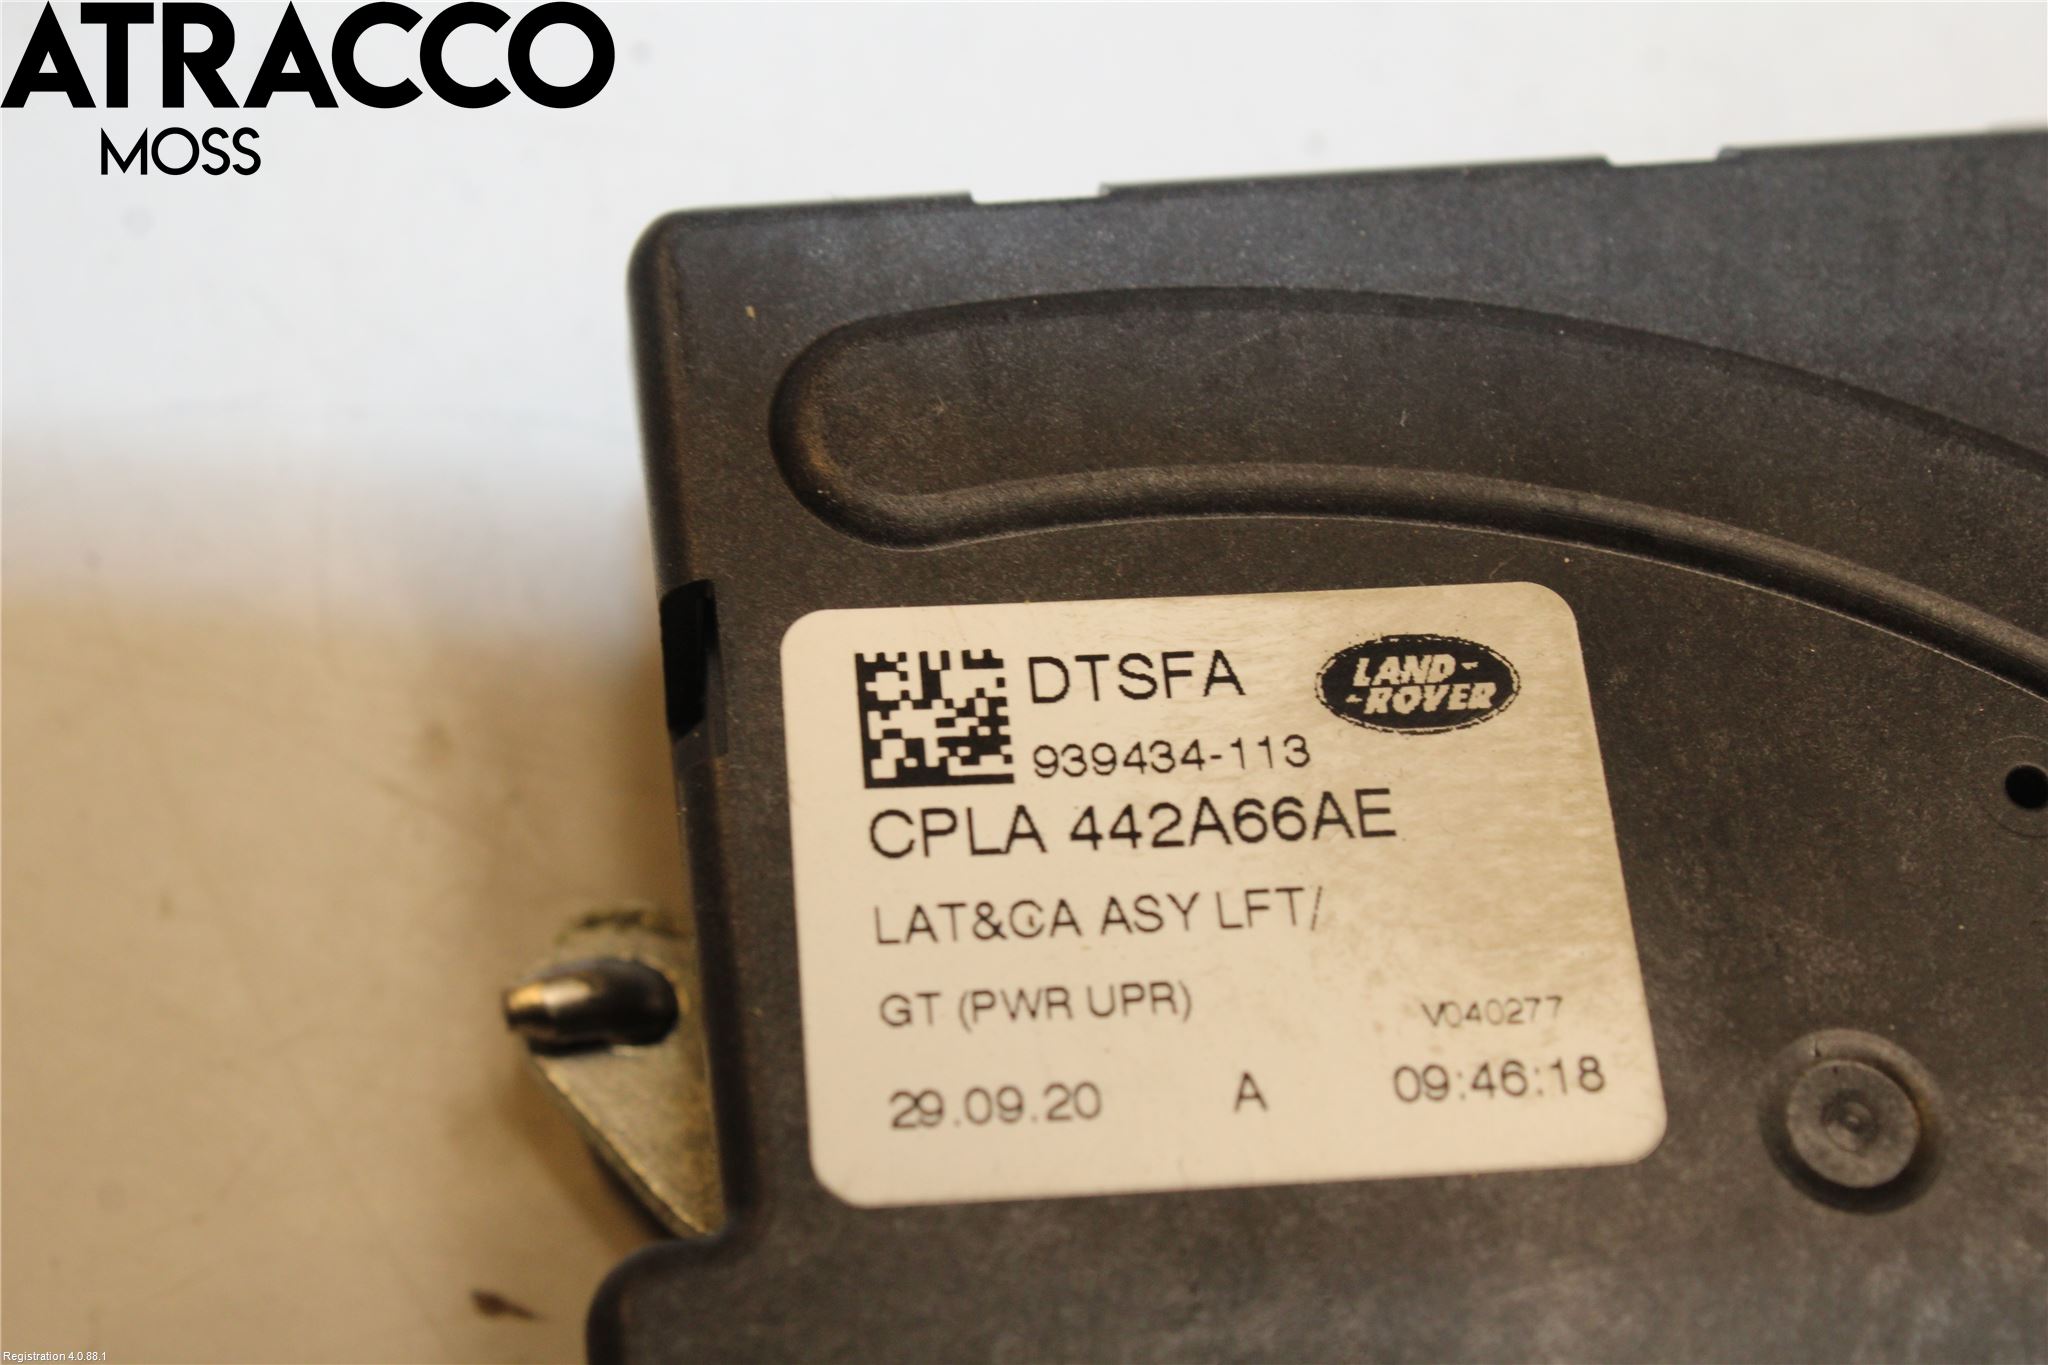 ATRACCO
MOSS
DTSFA
LAND-
-ROVER
939434-113
CPLA 442A66AE
LAT&CA ASY LFT/
GT (PWR UPR)
V040277
29.09.20 A 09:46:18
Registration 4.0.88.1